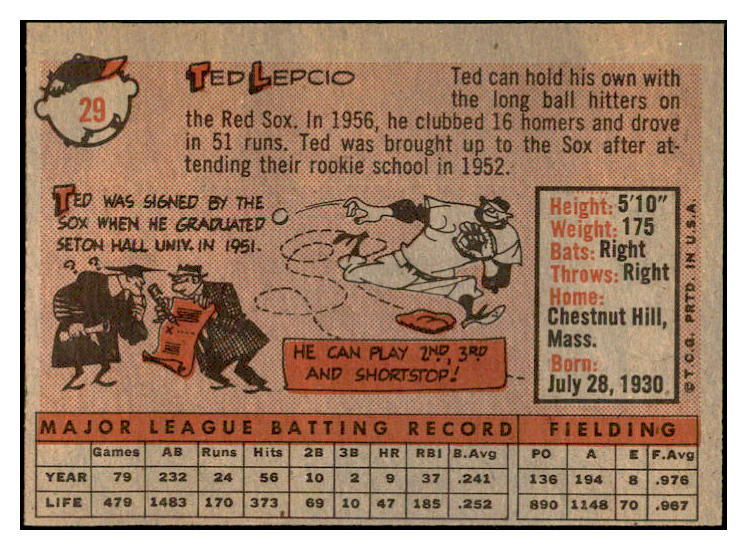 29
TED LEPCIO
Ted can hold his own with
the long ball hitters on
the Red Sox. In 1956, he clubbed 16 homers and drove
in 51 runs. Ted was brought up to the Sox after at-
tending their rookie school in 1952.
TED WAS SIGNED BY THE
SOX WHEN HE GRADUATED
SETON HALL UNIV. IN 1951.
? ?
HE CAN PLAY 2ND, 3RD
AND SHORTSTOP!
Height: 5'10"
Weight: 175
Bats: Right
Throws: Right
Home:
Chestnut Hill,
Mass.
Born:
July 28, 1930
© T.C.G. PRTD. IN U.S.A.
MAJOR LEAGUE BATTING RECORD FIELDING
Games AB Runs Hits 2B 3B HR RBI B.Avg PO A E F.Avg
YEAR 79 232 24 56 10 2 9 37 .241 136 194 8 .976
LIFE 479 1483 170 373 69 10 47 185 .252 890 1148 70 .967